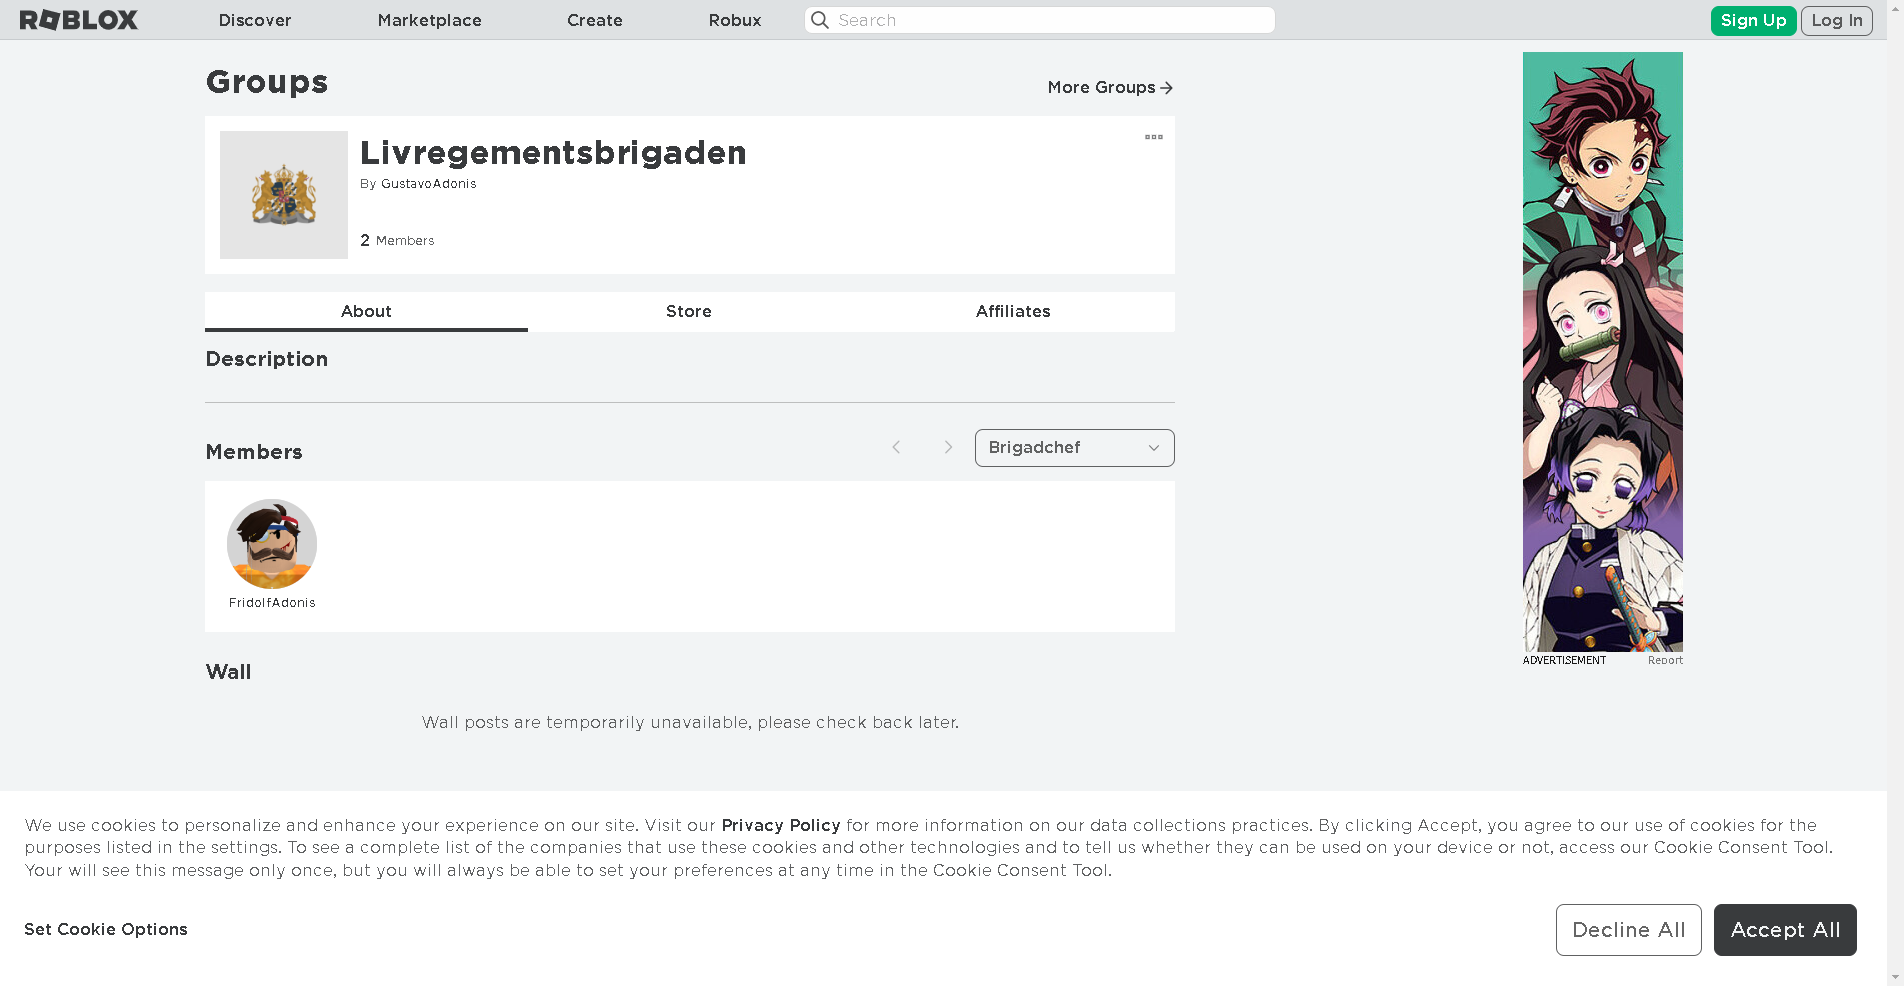 ROBLOX
Discover
Marketplace
Create
Robux
Search
Sign Up
Log In
Groups
More Groups
Livregementsbrigaden
By GustavoAdonis
2 Members
About
Store
Affiliates
Description
Members
Brigadchef
FridolfAdonis
Wall
Wall posts are temporarily unavailable, please check back later.
ADVERTISEMENT
Report
We use cookies to personalize and enhance your experience on our site. Visit our Privacy Policy for more information on our data collections practices. By clicking Accept, you agree to our use of cookies for the
purposes listed in the settings. To see a complete list of the companies that use these cookies and other technologies and to tell us whether they can be used on your device or not, access our Cookie Consent Tool.
Your will see this message only once, but you will always be able to set your preferences at any time in the Cookie Consent Tool.
Set Cookie Options
Decline All
Accept All